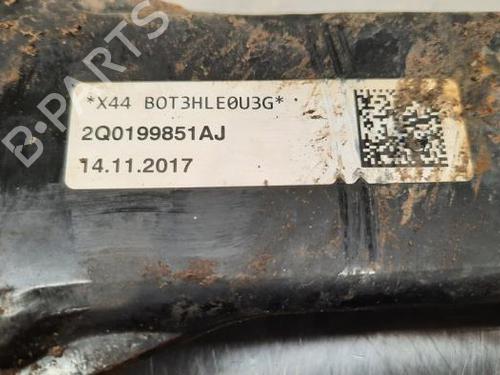 B-PARTS
*X44 B0T3HLE0U3G*
2Q0199851AJ
14.11.2017